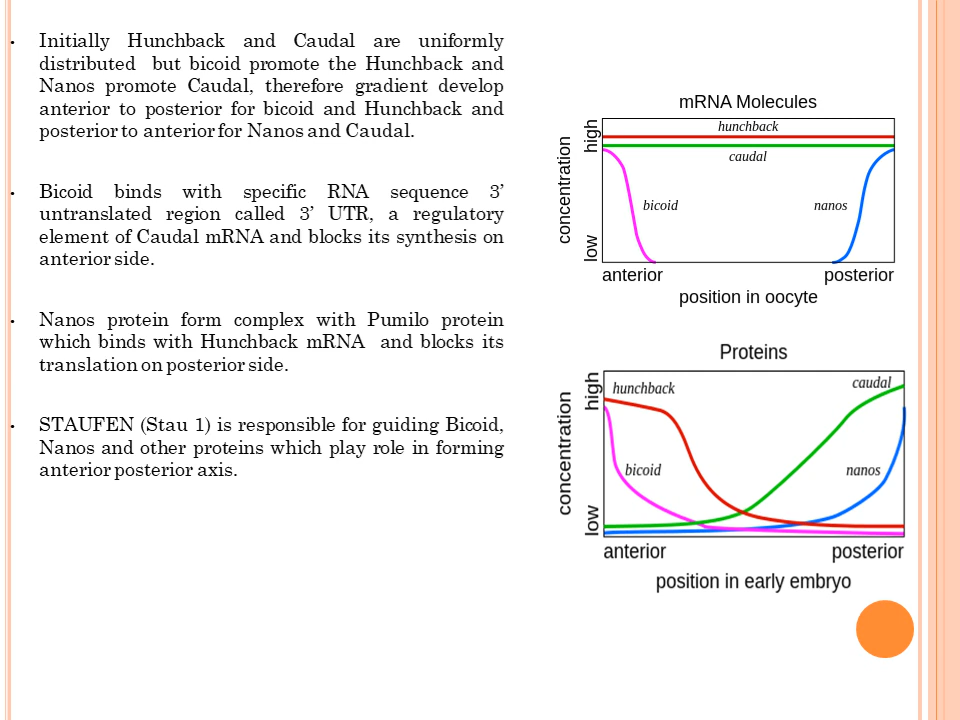 • Initially Hunchback and Caudal are uniformly
distributed but bicoid promote the Hunchback and
Nanos promote Caudal, therefore gradient develop
anterior to posterior for bicoid and Hunchback and
posterior to anterior for Nanos and Caudal.
• Bicoid binds with specific RNA sequence 3’
untranslated region called 3’ UTR, a regulatory
element of Caudal mRNA and blocks its synthesis on
anterior side.
• Nanos protein form complex with Pumilo protein
which binds with Hunchback mRNA and blocks its
translation on posterior side.
• STAUFEN (Stau 1) is responsible for guiding Bicoid,
Nanos and other proteins which play role in forming
anterior posterior axis.
mRNA Molecules
high
hunchback
caudal
concentration
bicoid
nanos
low
anterior
posterior
position in oocyte
Proteins
high
hunchback
caudal
concentration
bicoid
nanos
low
anterior
posterior
position in early embryo